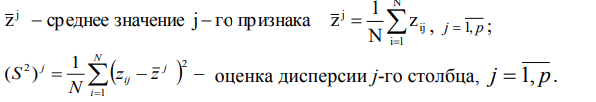 z̄ʲ – среднее значение j – го признака z̄ʲ = 1/N ∑ᵢ₌₁ᴺ zᵢⱼ , j = 1, p̅ ;
(S²)ʲ = 1/N ∑ᵢ₌₁ᴺ (zᵢⱼ – z̄ ʲ)² – оценка дисперсии j-го столбца, j = 1, p̅ .